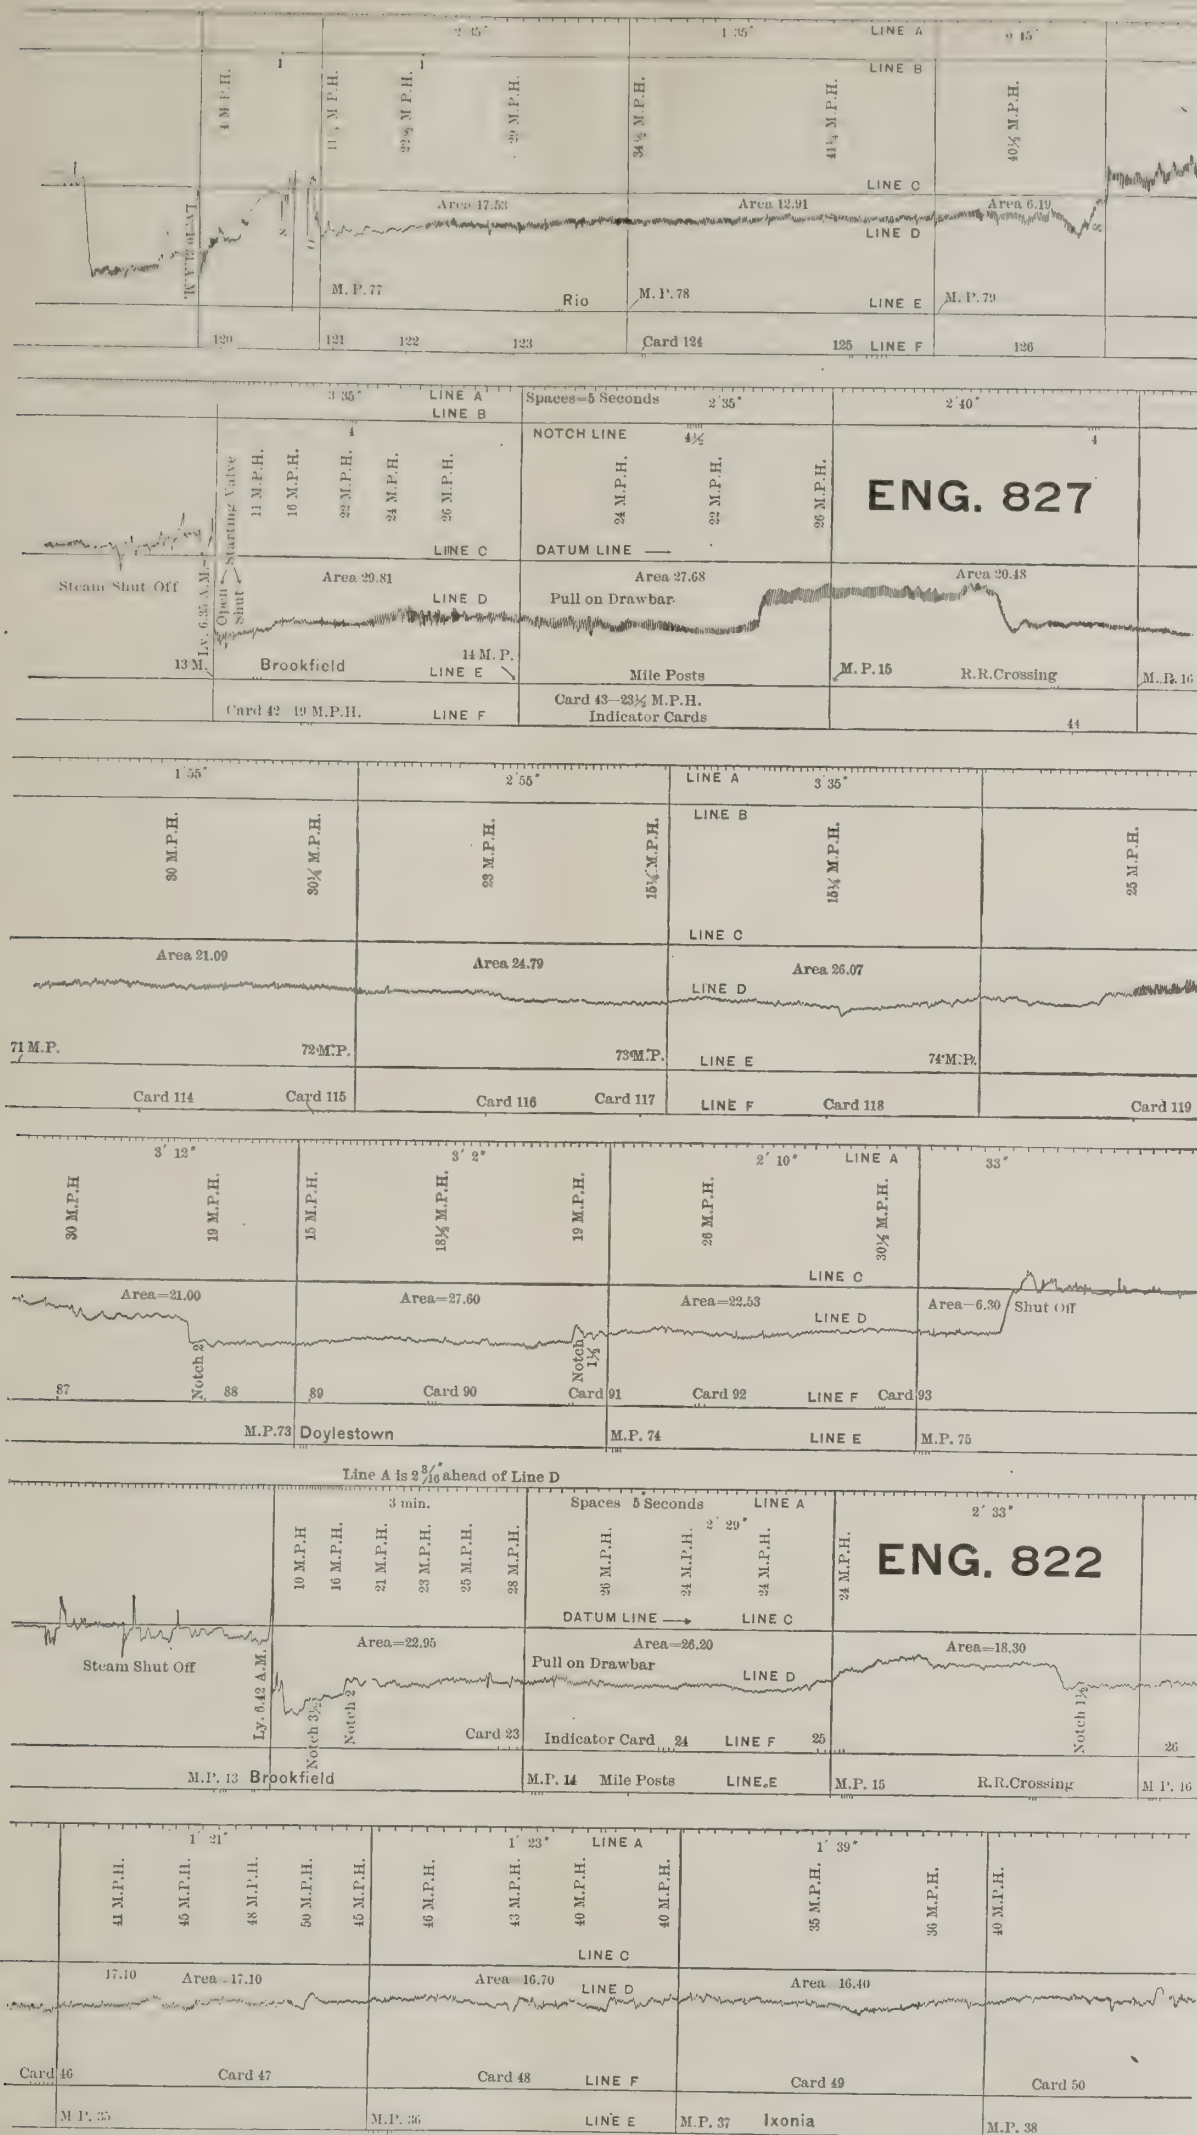 2′45″ 1′35″ LINE A 2′45″
LINE B
4 M.P.H. M.P.H. M.P.H. 29 M.P.H. 34½ M.P.H. M.P.H. 40½ M.P.H.
LINE C
Area 17.53 Area 12.91 Area 6.19
LINE D
Lv. A.M.
M. P. 77 Rio M. P. 78 LINE E M. P. 79
120 121 122 123 Card 124 125 LINE F 126
3′35″ LINE A Spaces=5 Seconds 2′35″ 2′40″
LINE B
4 NOTCH LINE 4½ 4
11 M.P.H. 16 M.P.H. 22 M.P.H. 24 M.P.H. 26 M.P.H. 24 M.P.H. 22 M.P.H. 26 M.P.H.
ENG. 827
LINE C DATUM LINE
Steam Shut Off Area 29.81 Area 27.68 Area 20.48
Lv. 6.35 A.M. Open Shut Starting Valve
LINE D Pull on Drawbar
13 M. Brookfield 14 M. P. LINE E Mile Posts M. P. 15 R.R.Crossing M. P. 16
Card 42 19 M.P.H. LINE F Card 43—23½ M.P.H.
Indicator Cards 44
1′55″ 2′55″ LINE A 3′35″
LINE B
30 M.P.H. 30¼ M.P.H. 23 M.P.H. 15¼ M.P.H. 15¼ M.P.H. 25 M.P.H.
LINE C
Area 21.09 Area 24.79 Area 26.07
LINE D
71 M.P. 72 M.P. 73 M.P. LINE E 74 M.P.
Card 114 Card 115 Card 116 Card 117 LINE F Card 118 Card 119
3′ 12″ 3′ 2″ 2′ 10″ LINE A 33″
30 M.P.H 19 M.P.H. 15 M.P.H. 18½ M.P.H. 19 M.P.H. 26 M.P.H. 30½ M.P.H.
LINE C
Area=21.00 Area=27.60 Area=22.53 Area=6.30 Shut Off
LINE D
Notch 2 Notch 1½
87 88 89 Card 90 Card 91 Card 92 LINE F Card 93
M.P.73 Doylestown M.P. 74 LINE E M.P. 75
Line A is 2 3/16″ ahead of Line D
3 min. Spaces 5 Seconds LINE A 2′ 33″
2′ 29″
10 M.P.H 16 M.P.H. 21 M.P.H. 23 M.P.H. 25 M.P.H. 28 M.P.H. 26 M.P.H. 24 M.P.H. 24 M.P.H. 24 M.P.H.
ENG. 822
DATUM LINE LINE C
Area=22.95 Area=26.20 Area=18.30
Steam Shut Off Pull on Drawbar LINE D
Lv. 6.42 A.M. Notch 3½ Notch 2 Notch 1½
Card 23 Indicator Card 24 LINE F 25 26
M.P. 13 Brookfield M.P. 14 Mile Posts LINE E M.P. 15 R.R.Crossing M P. 16
1′ 21″ 1′ 23″ LINE A 1′ 39″
41 M.P.H. 45 M.P.H. 48 M.P.H. 50 M.P.H. 45 M.P.H. 46 M.P.H. 43 M.P.H. 40 M.P.H. 40 M.P.H. 35 M.P.H. 36 M.P.H. 40 M.P.H.
LINE C
17.10 Area 17.10 Area 16.70 LINE D Area 16.40
Card 46 Card 47 Card 48 LINE F Card 49 Card 50
M P. 35 M.P. 36 LINE E M.P. 37 Ixonia M.P. 38